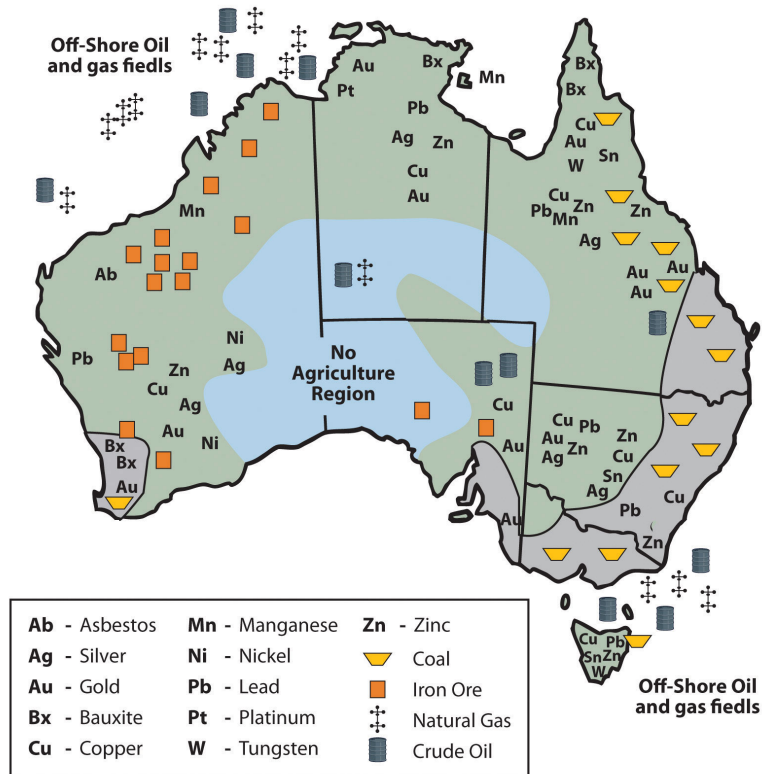 Off-Shore Oil
and gas fiedls
Au
Bx
Mn
Pt
Pb
Ag
Zn
Cu
Au
Bx
Bx
Cu
Au
Sn
W
Cu
Zn
Pb
Mn
Zn
Ag
Au
Au
Au
Mn
Ab
Pb
Ni
Ag
Zn
Cu
Ag
Au
Ni
Bx
Bx
Au
No
Agriculture
Region
Cu
Au
Au
Cu
Pb
Au
Zn
Zn
Ag
Cu
Sn
Ag
Pb
Cu
Zn
Cu
Pb
Sn
Zn
W
Off-Shore Oil
and gas fiedls
Ab - Asbestos
Ag - Silver
Au - Gold
Bx - Bauxite
Cu - Copper
Mn - Manganese
Ni - Nickel
Pb - Lead
Pt - Platinum
W - Tungsten
Zn - Zinc
Coal
Iron Ore
Natural Gas
Crude Oil